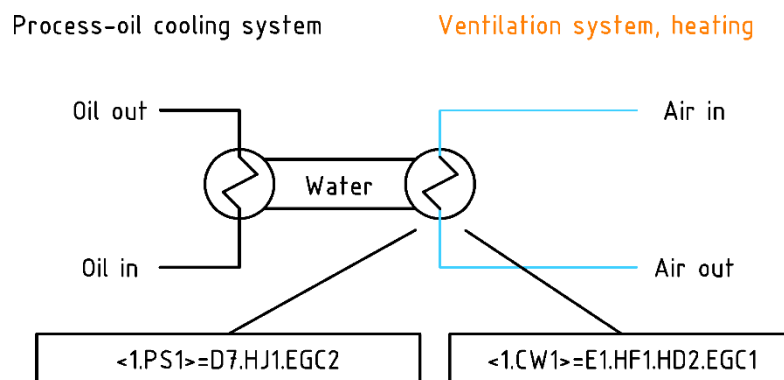 Process-oil cooling system
Ventilation system, heating
Oil out
Air in
Water
Oil in
Air out
<1.PS1>=D7.HJ1.EGC2
<1.CW1>=E1.HF1.HD2.EGC1